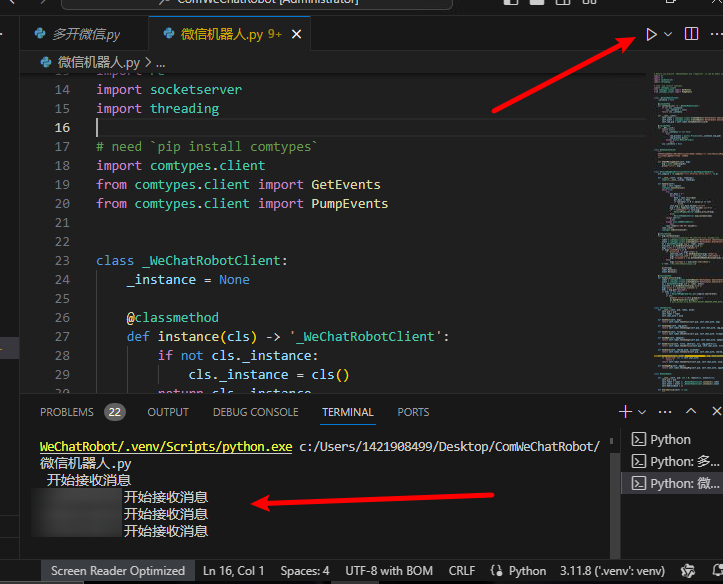 ComWeChatRobot [Administrator]
多开微信.py
微信机器人.py 9+
微信机器人.py > ...
14 import socketserver
15 import threading
16
17 # need `pip install comtypes`
18 import comtypes.client
19 from comtypes.client import GetEvents
20 from comtypes.client import PumpEvents
21
22
23 class _WeChatRobotClient:
24 _instance = None
25
26 @classmethod
27 def instance(cls) -> '_WeChatRobotClient':
28 if not cls._instance:
29 cls._instance = cls()
30 return cls._instance
PROBLEMS 22 OUTPUT DEBUG CONSOLE TERMINAL PORTS
WeChatRobot/.venv/Scripts/python.exe c:/Users/1421908499/Desktop/ComWeChatRobot/
微信机器人.py
开始接收消息
开始接收消息
开始接收消息
开始接收消息
Python
Python: 多...
Python: 微...
Screen Reader Optimized Ln 16, Col 1 Spaces: 4 UTF-8 with BOM CRLF Python 3.11.8 ('.venv': venv)